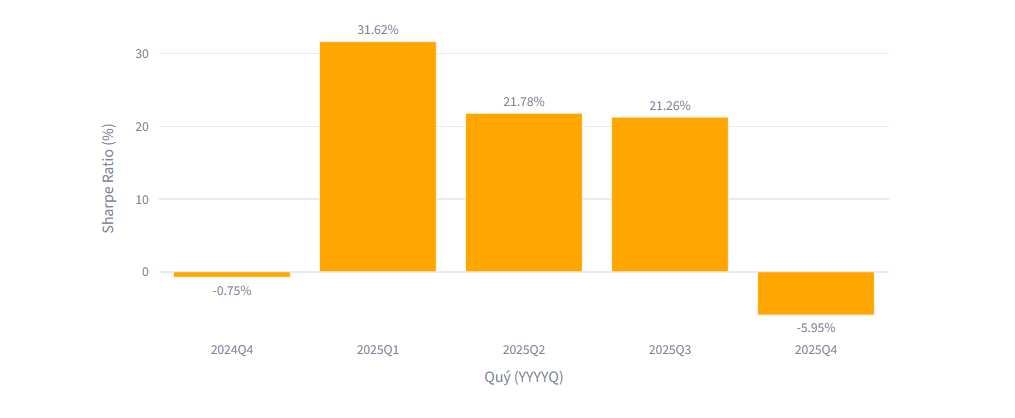 31.62%
30
21.78%
21.26%
20
Sharpe Ratio (%)
10
0
-0.75%
-5.95%
2024Q4
2025Q1
2025Q2
2025Q3
2025Q4
Quý (YYYYQ)